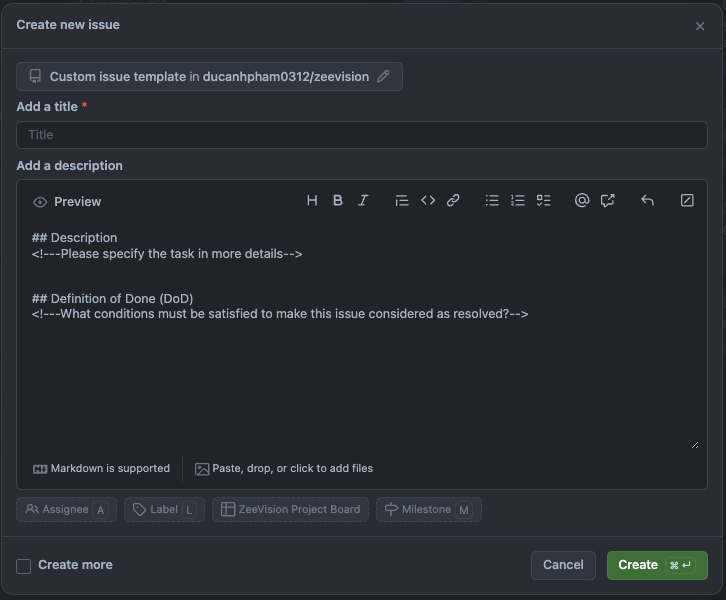 Create new issue
Custom issue template in ducanhpham0312/zeevision
Add a title *
Title
Add a description
Preview
## Description
<!---Please specify the task in more details-->
## Definition of Done (DoD)
<!---What conditions must be satisfied to make this issue considered as resolved?-->
Markdown is supported
Paste, drop, or click to add files
Assignee A
Label L
ZeeVision Project Board
Milestone M
Create more
Cancel
Create ⌘ ↵